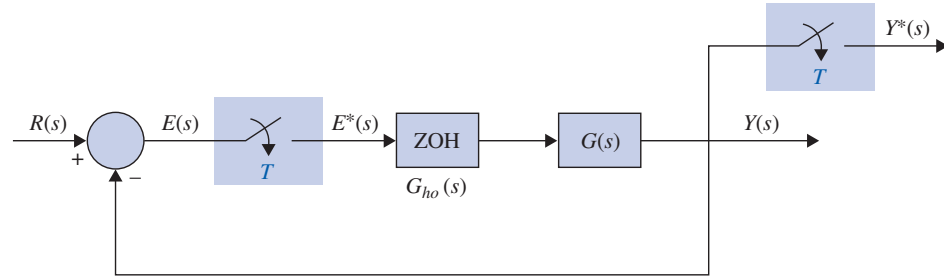 Y*(s)
T
R(s)
E(s)
E*(s)
ZOH
G(s)
Y(s)
+
−
T
G_ho(s)